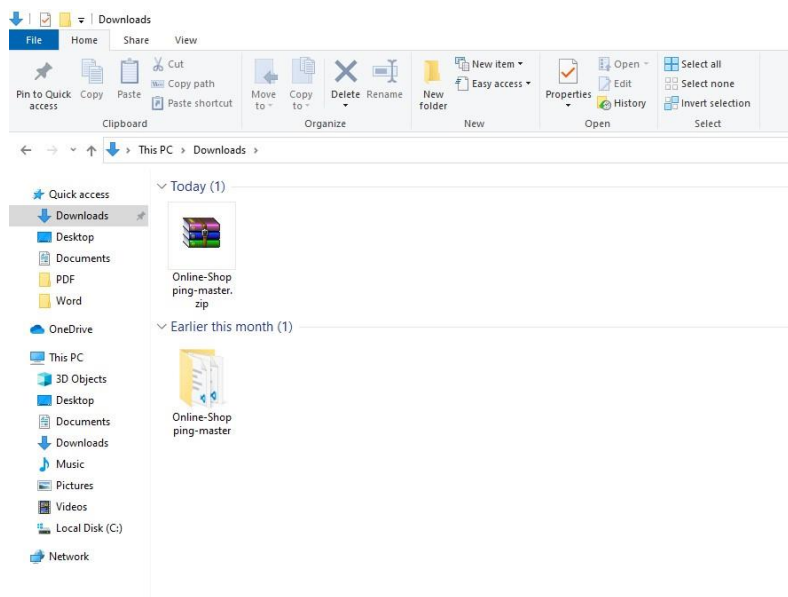 Downloads
File Home Share View
Pin to Quick access
Copy
Paste
Cut
Copy path
Paste shortcut
Clipboard
Move to
Copy to
Delete
Rename
Organize
New folder
New item
Easy access
New
Properties
Open
Edit
History
Open
Select all
Select none
Invert selection
Select
This PC > Downloads >
Quick access
Downloads
Desktop
Documents
PDF
Word
OneDrive
This PC
3D Objects
Desktop
Documents
Downloads
Music
Pictures
Videos
Local Disk (C:)
Network
Today (1)
Online-Shop
ping-master.
zip
Earlier this month (1)
Online-Shop
ping-master